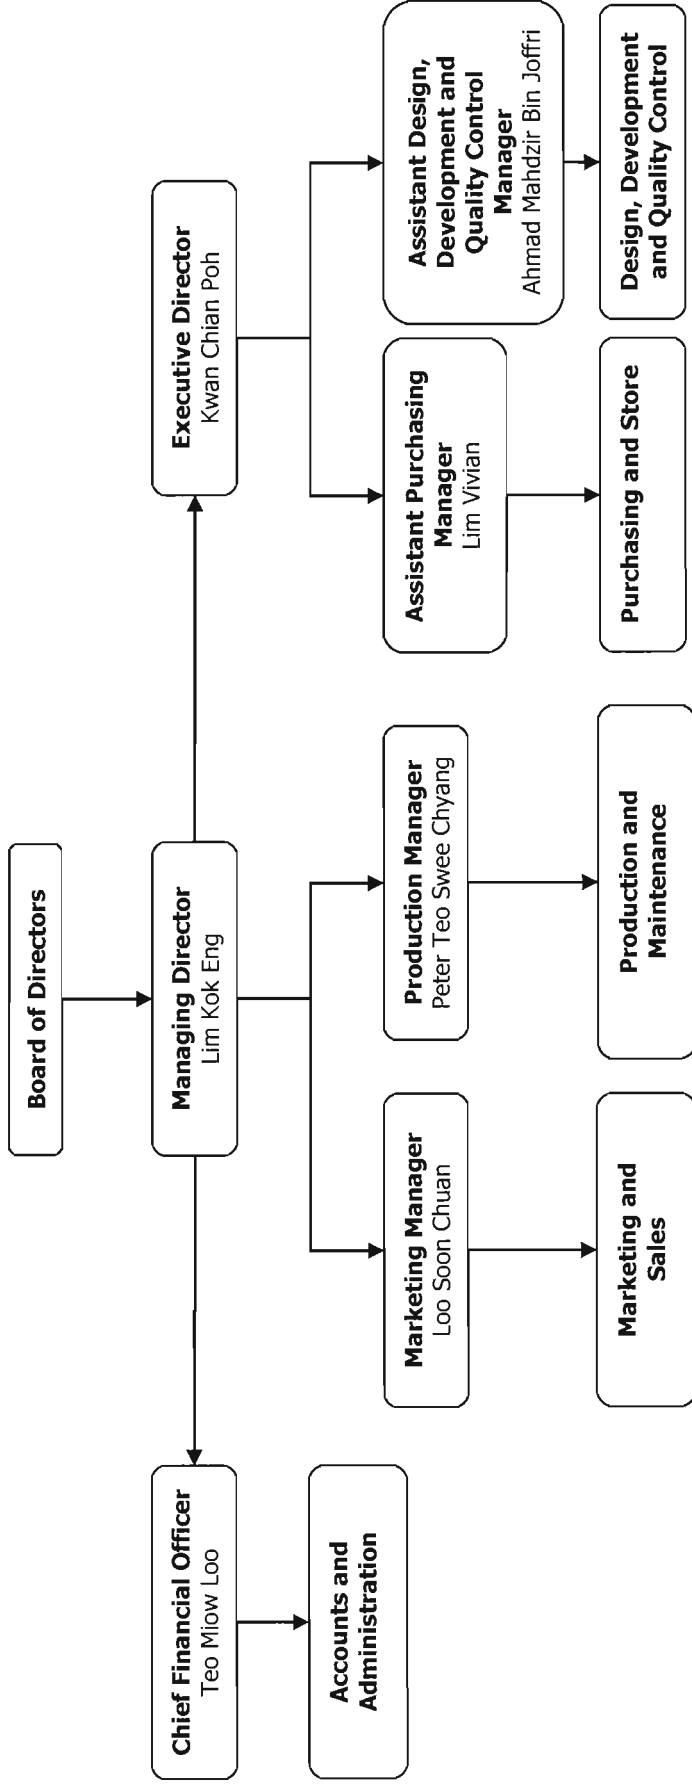 Board of Directors
Chief Financial Officer
Teo Miow Loo
Managing Director
Lim Kok Eng
Executive Director
Kwan Chian Poh
Accounts and
Administration
Marketing Manager
Loo Soon Chuan
Production Manager
Peter Teo Swee Chyang
Assistant Purchasing
Manager
Lim Vivian
Assistant Design,
Development and
Quality Control
Manager
Ahmad Mahdzir Bin Joffri
Marketing and
Sales
Production and
Maintenance
Purchasing and Store
Design, Development
and Quality Control